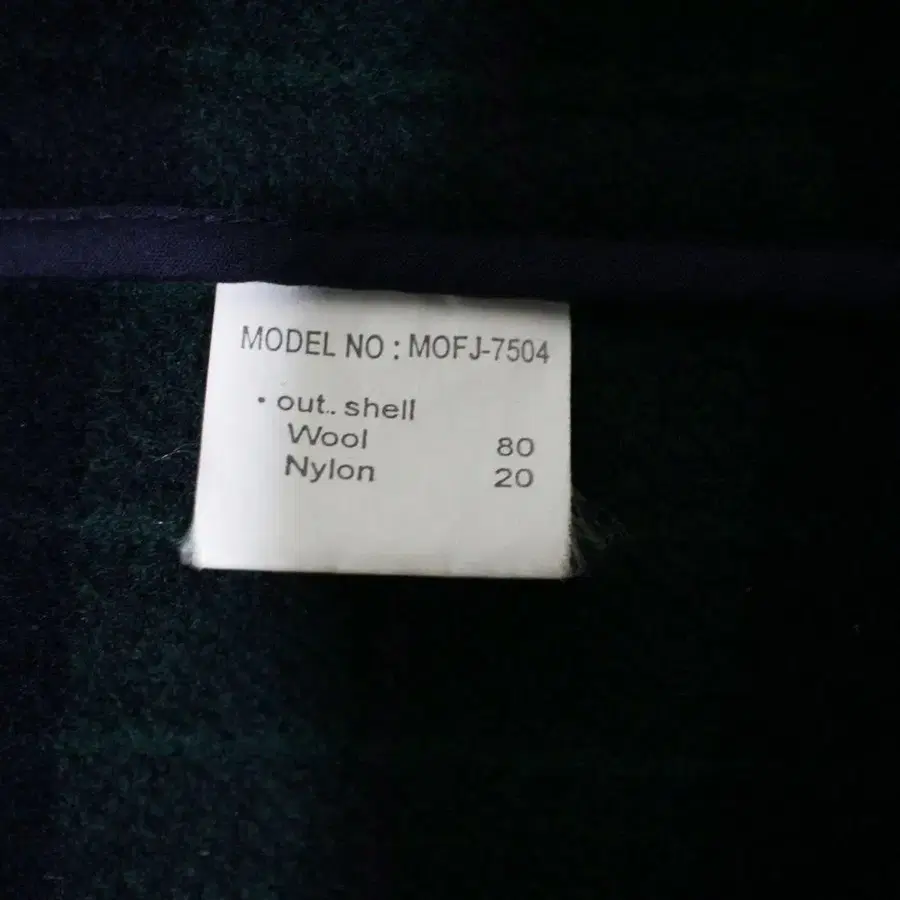 MODEL NO : MOFJ-7504
• out.. shell
Wool 80
Nylon 20